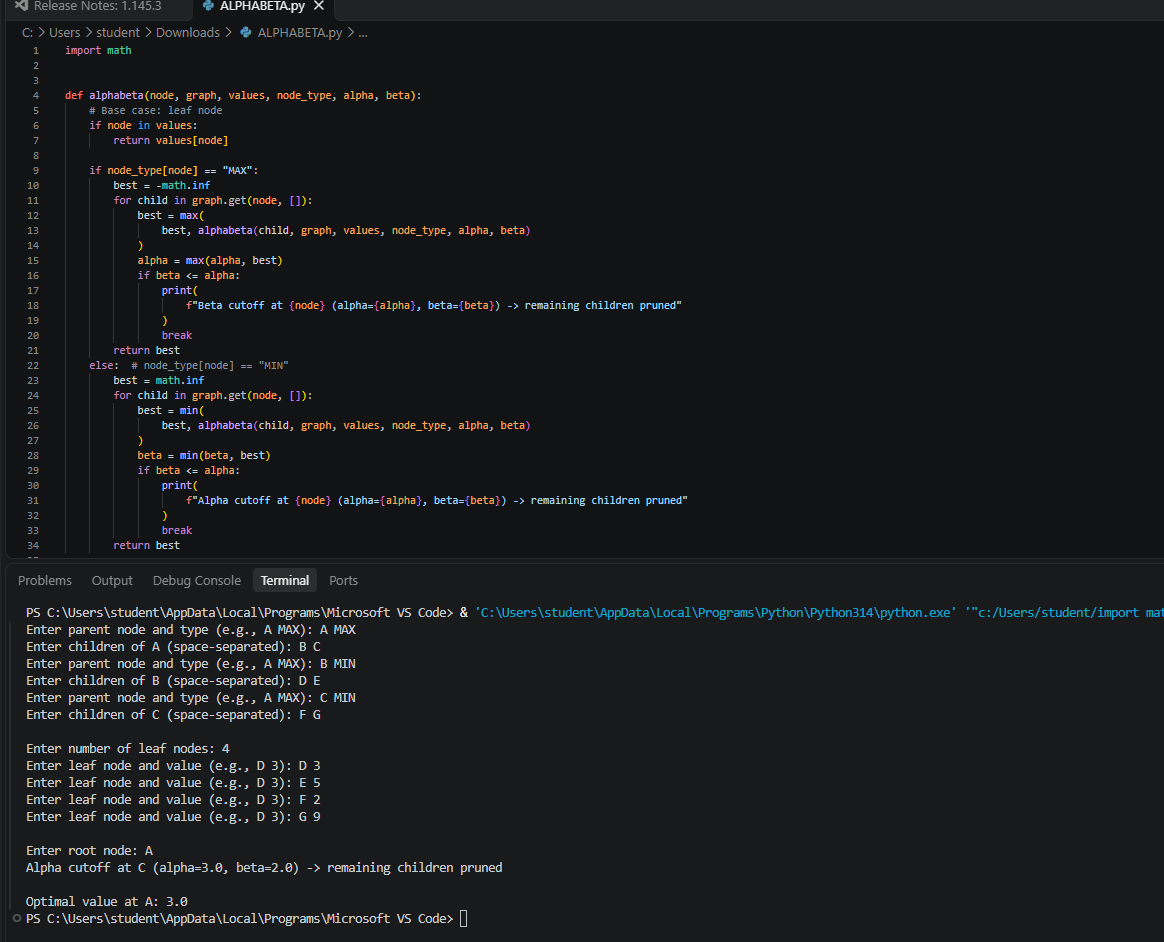 Release Notes: 1.145.3 ALPHABETA.py
C: > Users > student > Downloads > ALPHABETA.py > ...
1 import math
2
3
4 def alphabeta(node, graph, values, node_type, alpha, beta):
5 # Base case: leaf node
6 if node in values:
7 return values[node]
8
9 if node_type[node] == "MAX":
10 best = -math.inf
11 for child in graph.get(node, []):
12 best = max(
13 best, alphabeta(child, graph, values, node_type, alpha, beta)
14 )
15 alpha = max(alpha, best)
16 if beta <= alpha:
17 print(
18 f"Beta cutoff at {node} (alpha={alpha}, beta={beta}) -> remaining children pruned"
19 )
20 break
21 return best
22 else: # node_type[node] == "MIN"
23 best = math.inf
24 for child in graph.get(node, []):
25 best = min(
26 best, alphabeta(child, graph, values, node_type, alpha, beta)
27 )
28 beta = min(beta, best)
29 if beta <= alpha:
30 print(
31 f"Alpha cutoff at {node} (alpha={alpha}, beta={beta}) -> remaining children pruned"
32 )
33 break
34 return best
Problems Output Debug Console Terminal Ports
PS C:\Users\student\AppData\Local\Programs\Microsoft VS Code> & 'C:\Users\student\AppData\Local\Programs\Python\Python314\python.exe' '"c:/Users/student/import mat
Enter parent node and type (e.g., A MAX): A MAX
Enter children of A (space-separated): B C
Enter parent node and type (e.g., A MAX): B MIN
Enter children of B (space-separated): D E
Enter parent node and type (e.g., A MAX): C MIN
Enter children of C (space-separated): F G

Enter number of leaf nodes: 4
Enter leaf node and value (e.g., D 3): D 3
Enter leaf node and value (e.g., D 3): E 5
Enter leaf node and value (e.g., D 3): F 2
Enter leaf node and value (e.g., D 3): G 9

Enter root node: A
Alpha cutoff at C (alpha=3.0, beta=2.0) -> remaining children pruned

Optimal value at A: 3.0
PS C:\Users\student\AppData\Local\Programs\Microsoft VS Code>